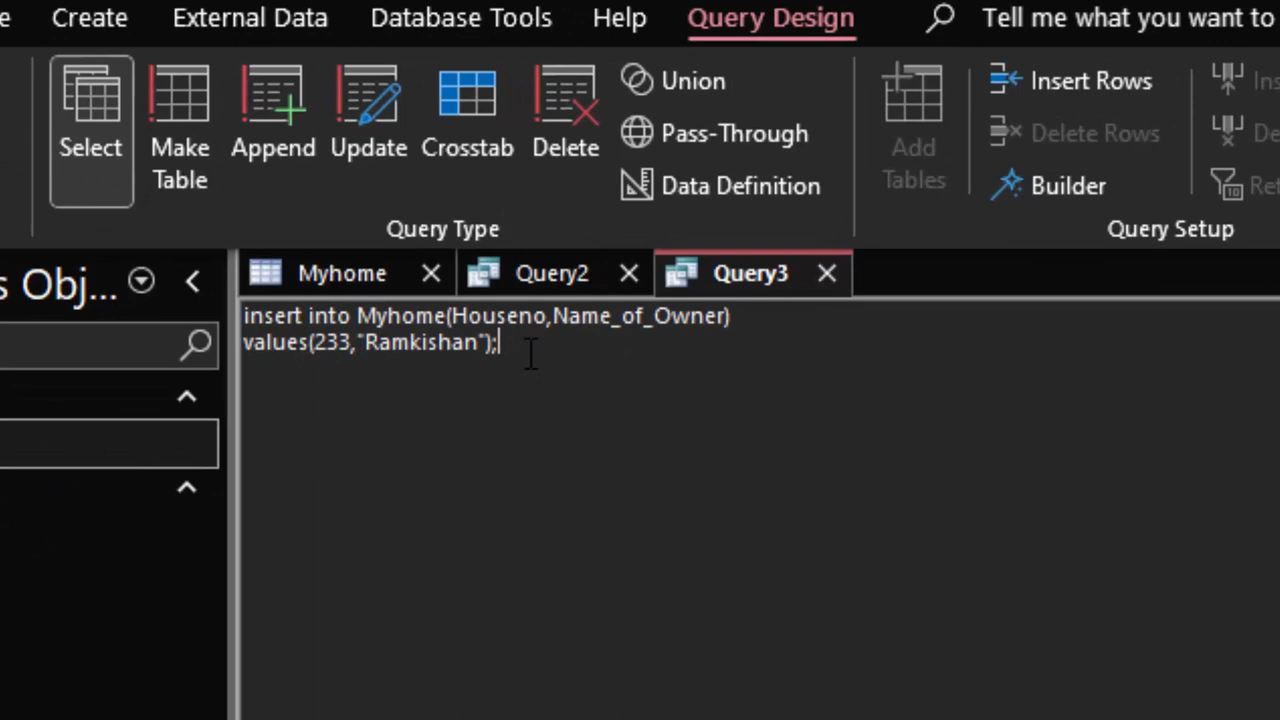 Create External Data Database Tools Help Query Design Tell me what you want to
Select Make Table Append Update Crosstab Delete
Union
Pass-Through
Data Definition
Query Type
Add Tables
Insert Rows
Delete Rows
Builder
Query Setup
s Obj...
Myhome Query2 Query3
insert into Myhome(Houseno,Name_of_Owner)
values(233,"Ramkishan");